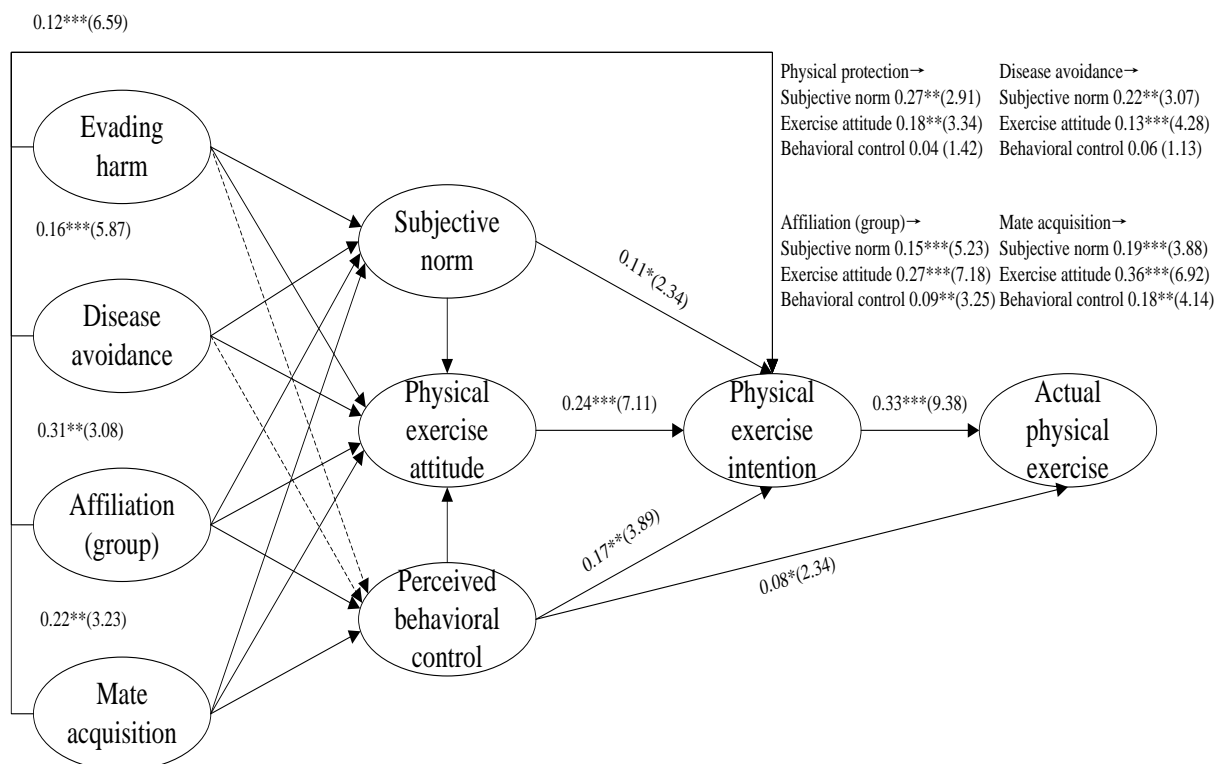 0.12***(6.59)
Physical protection→
Subjective norm 0.27**(2.91)
Exercise attitude 0.18**(3.34)
Behavioral control 0.04 (1.42)
Disease avoidance→
Subjective norm 0.22**(3.07)
Exercise attitude 0.13***(4.28)
Behavioral control 0.06 (1.13)
Affiliation (group)→
Subjective norm 0.15***(5.23)
Exercise attitude 0.27***(7.18)
Behavioral control 0.09**(3.25)
Mate acquisition→
Subjective norm 0.19***(3.88)
Exercise attitude 0.36***(6.92)
Behavioral control 0.18**(4.14)
Evading
harm
0.16***(5.87)
Disease
avoidance
0.31**(3.08)
Affiliation
(group)
0.22**(3.23)
Mate
acquisition
Subjective
norm
Physical
exercise
attitude
Perceived
behavioral
control
0.11*(2.34)
0.24***(7.11)
0.17**(3.89)
Physical
exercise
intention
0.33***(9.38)
0.08*(2.34)
Actual
physical
exercise